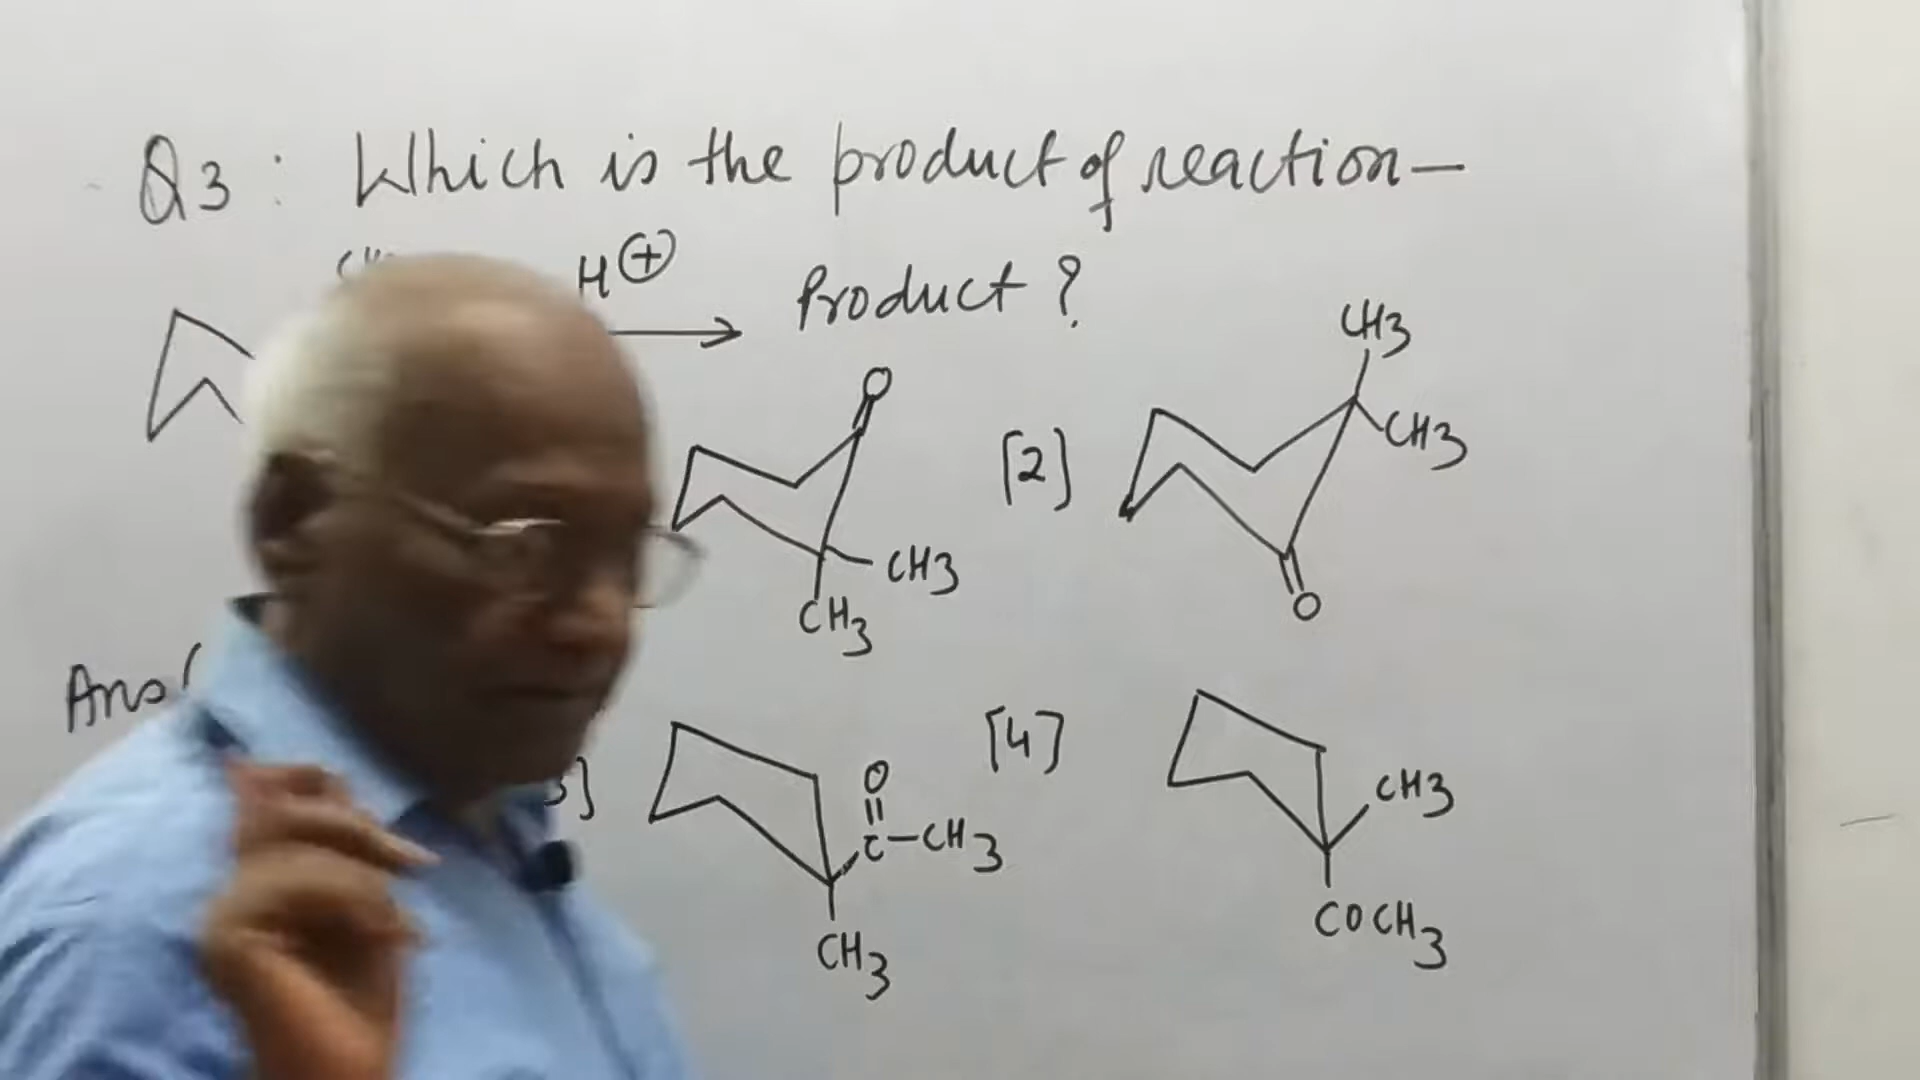 Q3: Which is the product of reaction—
H⊕
Product ?
O
CH3
CH3
[2]
CH3
CH3
O
Ans(
3]
O
C-CH3
CH3
[4]
CH3
COCH3